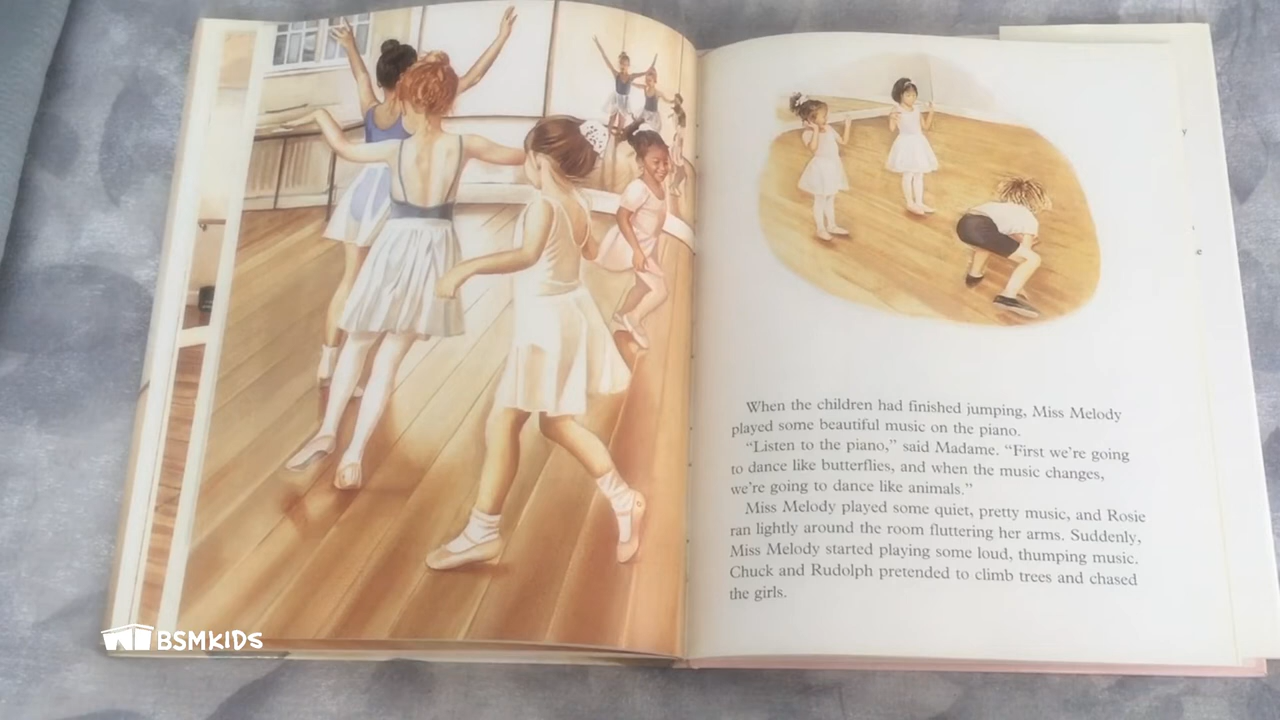 When the children had finished jumping, Miss Melody
played some beautiful music on the piano.
“Listen to the piano,” said Madame. “First we’re going
to dance like butterflies, and when the music changes,
we’re going to dance like animals.”
Miss Melody played some quiet, pretty music, and Rosie
ran lightly around the room fluttering her arms. Suddenly,
Miss Melody started playing some loud, thumping music.
Chuck and Rudolph pretended to climb trees and chased
the girls.
BSMKIDS